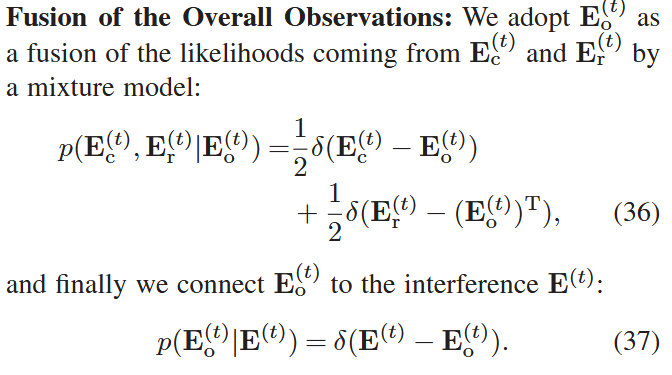 Fusion of the Overall Observations: We adopt $\mathbf{E}_{\mathrm{o}}^{(t)}$ as
a fusion of the likelihoods coming from $\mathbf{E}_{\mathrm{c}}^{(t)}$ and $\mathbf{E}_{\mathrm{r}}^{(t)}$ by
a mixture model:
$p(\mathbf{E}_{\mathrm{c}}^{(t)}, \mathbf{E}_{\mathrm{r}}^{(t)}|\mathbf{E}_{\mathrm{o}}^{(t)}) = \frac{1}{2}\delta(\mathbf{E}_{\mathrm{c}}^{(t)} - \mathbf{E}_{\mathrm{o}}^{(t)})$
$+ \frac{1}{2}\delta(\mathbf{E}_{\mathrm{r}}^{(t)} - (\mathbf{E}_{\mathrm{o}}^{(t)})^{\mathrm{T}}),$ (36)
and finally we connect $\mathbf{E}_{\mathrm{o}}^{(t)}$ to the interference $\mathbf{E}^{(t)}$:
$p(\mathbf{E}_{\mathrm{o}}^{(t)}|\mathbf{E}^{(t)}) = \delta(\mathbf{E}^{(t)} - \mathbf{E}_{\mathrm{o}}^{(t)}).$ (37)